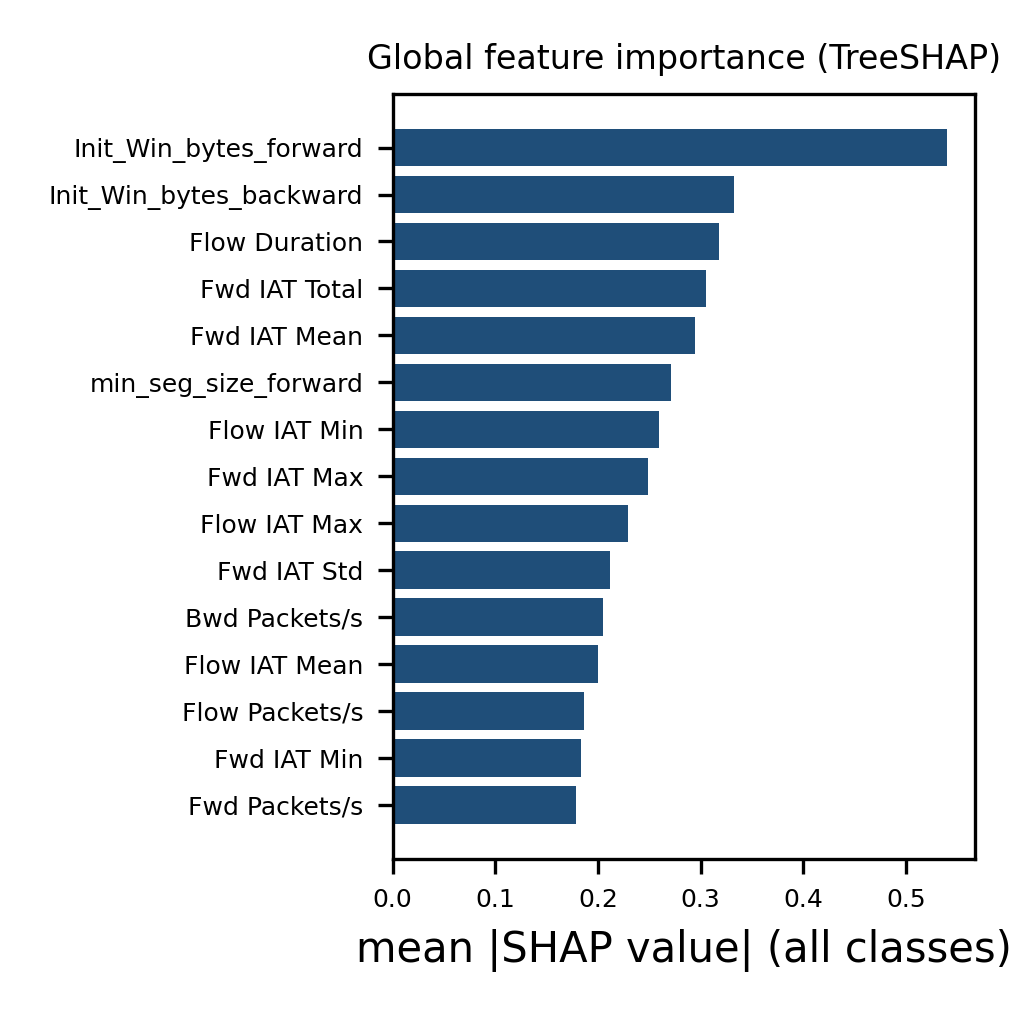 Global feature importance (TreeSHAP)
Init_Win_bytes_forward
Init_Win_bytes_backward
Flow Duration
Fwd IAT Total
Fwd IAT Mean
min_seg_size_forward
Flow IAT Min
Fwd IAT Max
Flow IAT Max
Fwd IAT Std
Bwd Packets/s
Flow IAT Mean
Flow Packets/s
Fwd IAT Min
Fwd Packets/s
0.0 0.1 0.2 0.3 0.4 0.5
mean |SHAP value| (all classes)